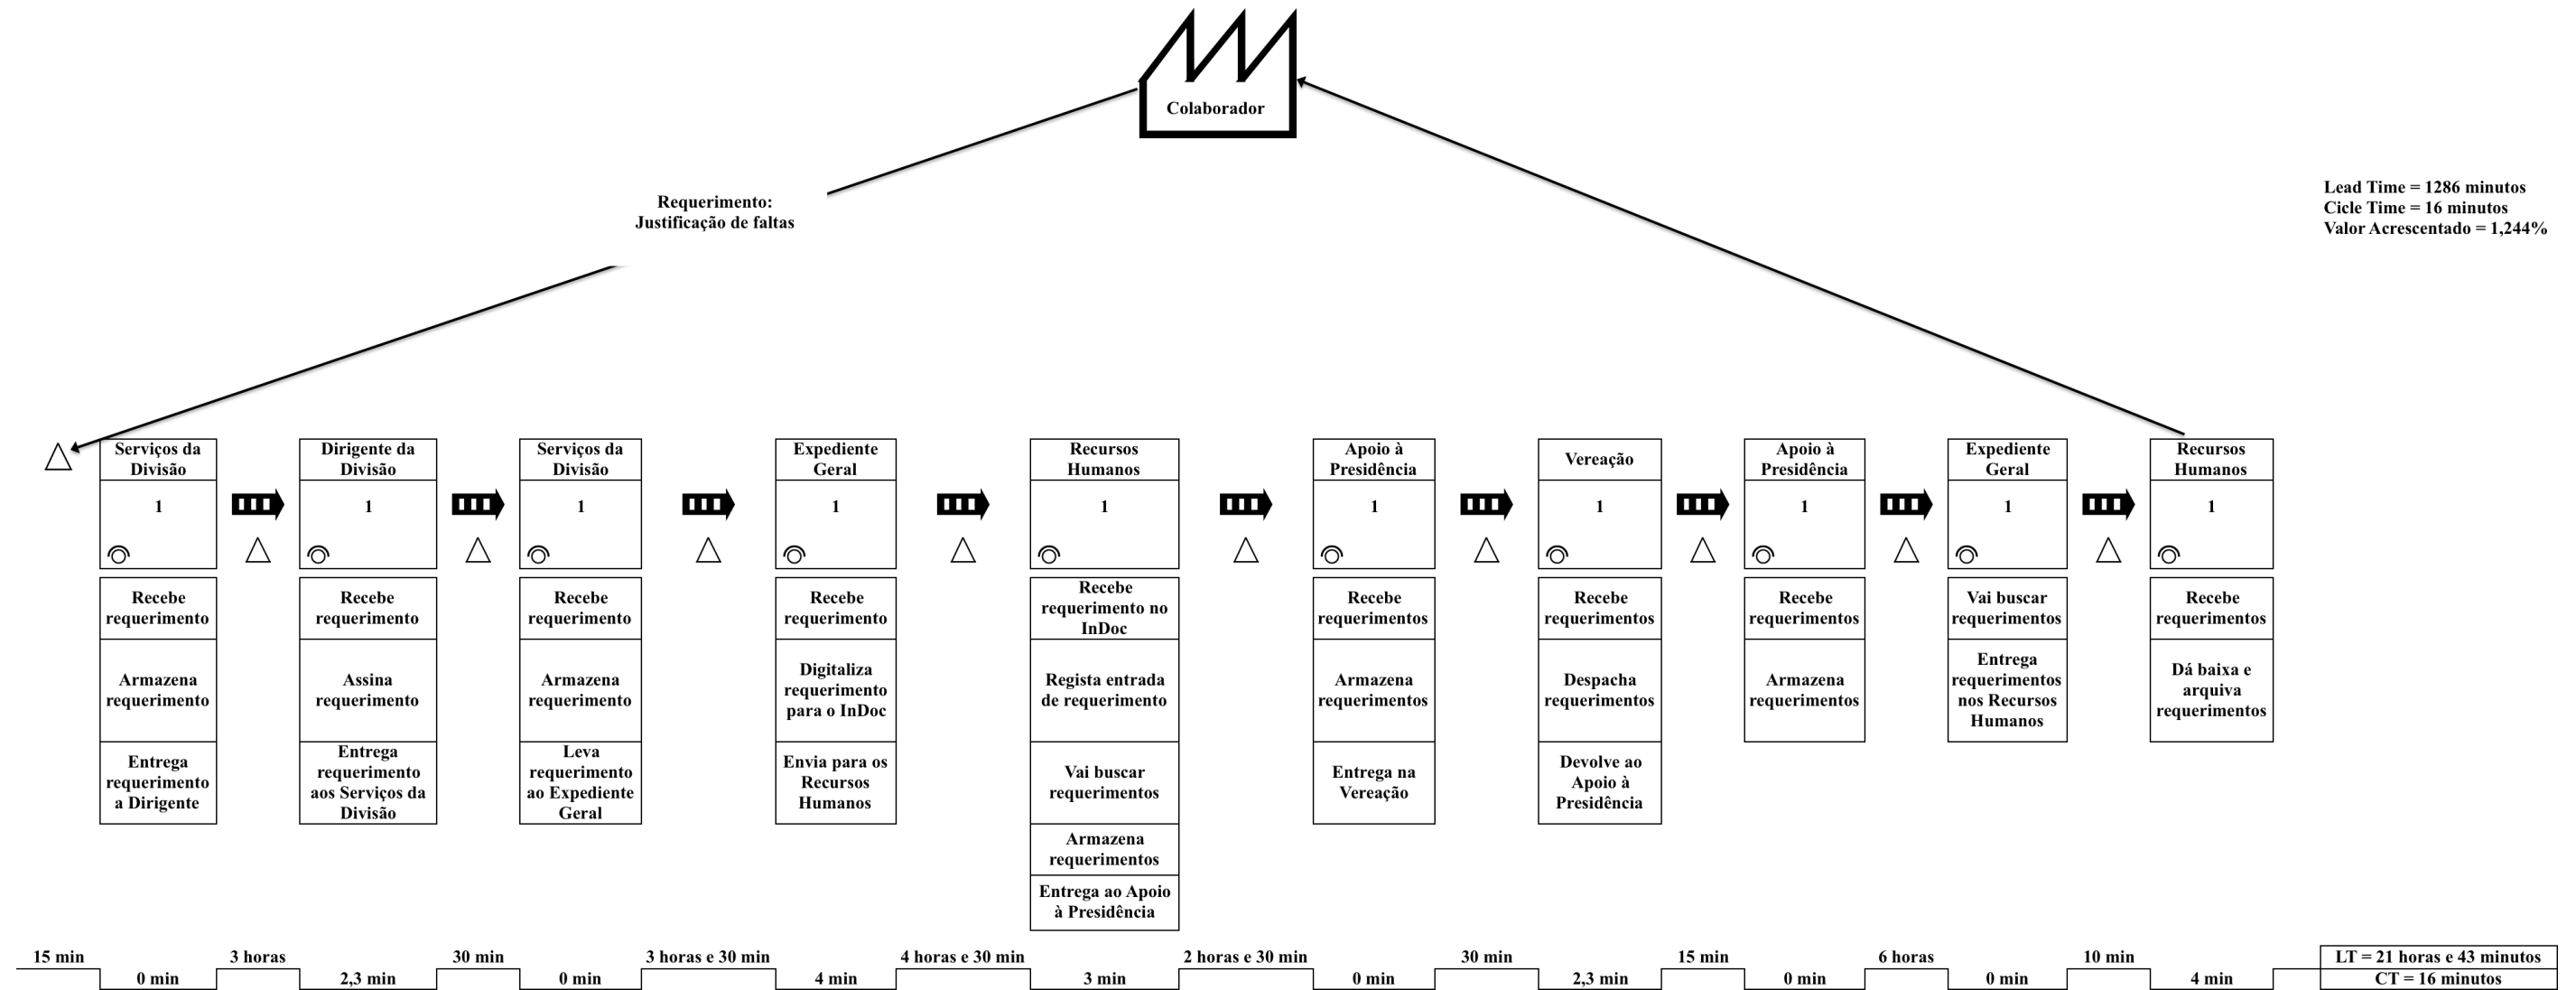 Colaborador
Requerimento:
Justificação de faltas
Lead Time = 1286 minutos
Cicle Time = 16 minutos
Valor Acrescentado = 1,244%
Serviços da
Divisão
1
Recebe
requerimento
Armazena
requerimento
Entrega
requerimento
a Dirigente
Dirigente da
Divisão
1
Recebe
requerimento
Assina
requerimento
Entrega
requerimento
aos Serviços da
Divisão
Serviços da
Divisão
1
Recebe
requerimento
Armazena
requerimento
Leva
requerimento
ao Expediente
Geral
Expediente
Geral
1
Recebe
requerimento
Digitaliza
requerimento
para o InDoc
Envia para os
Recursos
Humanos
Recursos
Humanos
1
Recebe
requerimento no
InDoc
Regista entrada
de requerimento
Vai buscar
requerimentos
Armazena
requerimentos
Entrega ao Apoio
à Presidência
Apoio à
Presidência
1
Recebe
requerimentos
Armazena
requerimentos
Entrega na
Vereação
Vereação
1
Recebe
requerimentos
Despacha
requerimentos
Devolve ao
Apoio à
Presidência
Apoio à
Presidência
1
Recebe
requerimentos
Armazena
requerimentos
Expediente
Geral
1
Vai buscar
requerimentos
Entrega
requerimentos
nos Recursos
Humanos
Recursos
Humanos
1
Recebe
requerimentos
Dá baixa e
arquiva
requerimentos
15 min
0 min
3 horas
2,3 min
30 min
0 min
3 horas e 30 min
4 min
4 horas e 30 min
3 min
2 horas e 30 min
0 min
30 min
2,3 min
15 min
0 min
6 horas
0 min
10 min
4 min
LT = 21 horas e 43 minutos
CT = 16 minutos